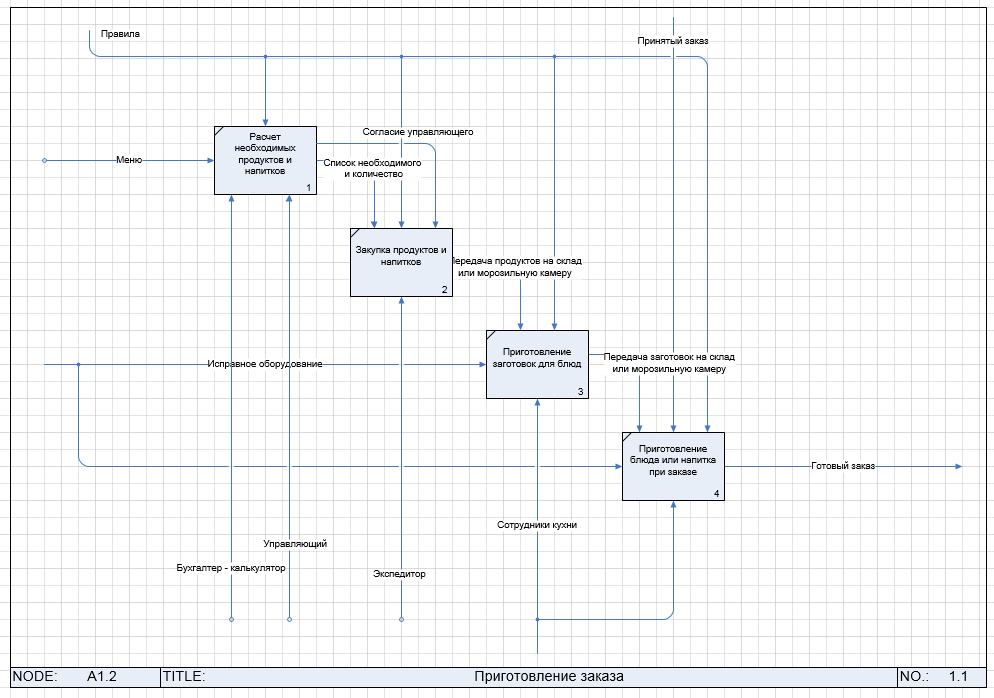 Правила
Принятый заказ
Расчет
необходимых
продуктов и
напитков
1
Согласие управляющего
Меню
Список необходимого
и количество
Закупка продуктов и
напитков
2
Передача продуктов на склад
или морозильную камеру
Приготовление
заготовок для блюд
3
Исправное оборудование
Передача заготовок на склад
или морозильную камеру
Приготовление
блюда или напитка
при заказе
4
Готовый заказ
Сотрудники кухни
Управляющий
Бухгалтер - калькулятор
Экспедитор
NODE: A1.2 TITLE: Приготовление заказа NO.: 1.1